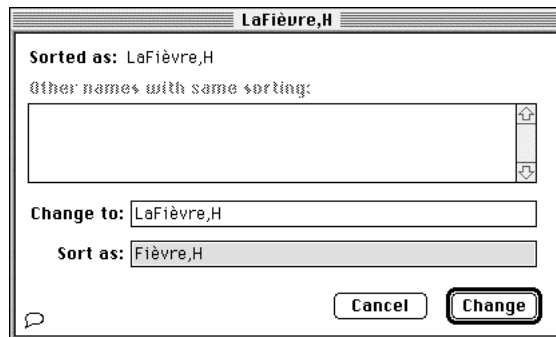 LaFièvre,H
Sorted as: LaFièvre,H
Other names with same sorting:
Change to: LaFièvre,H
Sort as: Fièvre,H
Cancel Change